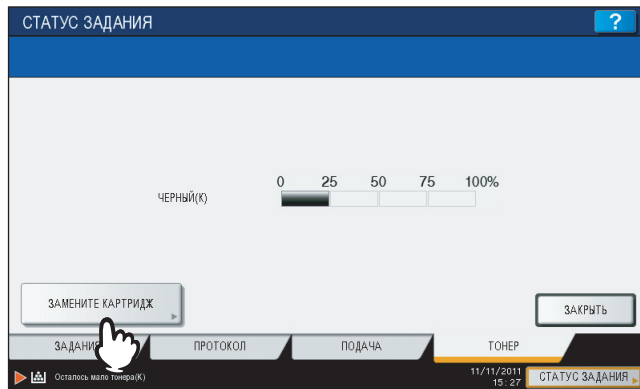 СТАТУС ЗАДАНИЯ ?
0 25 50 75 100%
ЧЕРНЫЙ(K)
ЗАМЕНИТЕ КАРТРИДЖ
ЗАКРЫТЬ
ЗАДАНИЯ ПРОТОКОЛ ПОДАЧА ТОНЕР
Осталось мало тонера(K)
11/11/2011
15:27
СТАТУС ЗАДАНИЯ